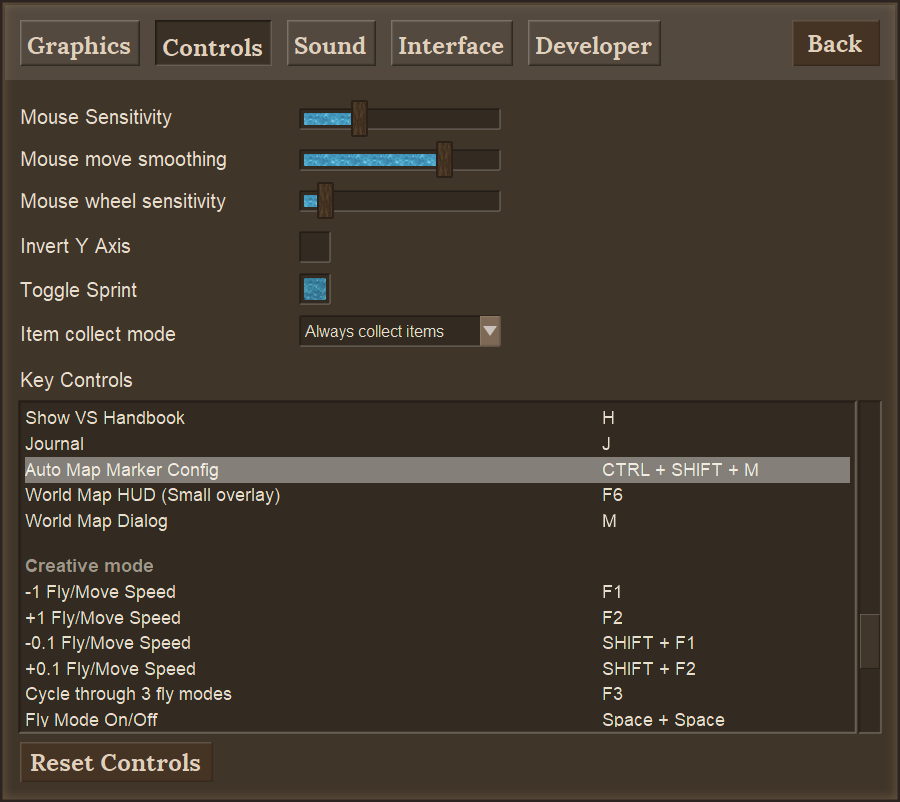 Graphics Controls Sound Interface Developer Back
Mouse Sensitivity
Mouse move smoothing
Mouse wheel sensitivity
Invert Y Axis
Toggle Sprint
Item collect mode Always collect items
Key Controls
Show VS Handbook H
Journal J
Auto Map Marker Config CTRL + SHIFT + M
World Map HUD (Small overlay) F6
World Map Dialog M
Creative mode
-1 Fly/Move Speed F1
+1 Fly/Move Speed F2
-0.1 Fly/Move Speed SHIFT + F1
+0.1 Fly/Move Speed SHIFT + F2
Cycle through 3 fly modes F3
Fly Mode On/Off Space + Space
Reset Controls